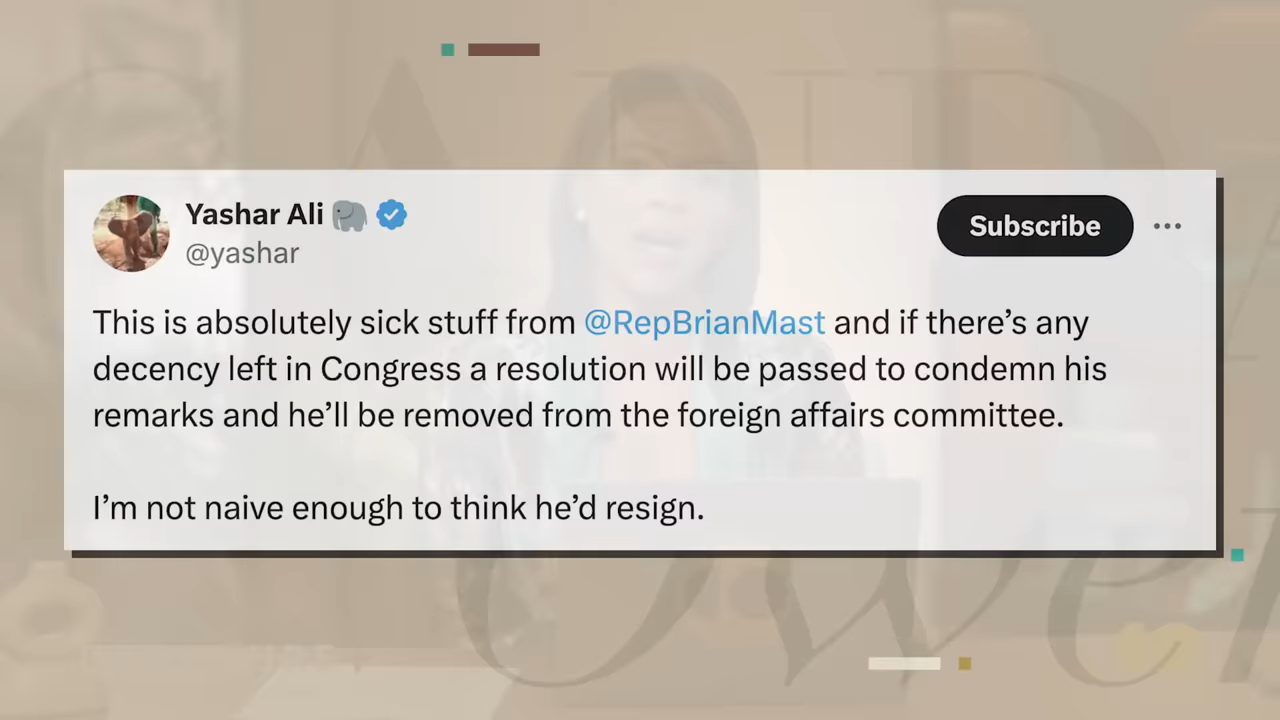 Yashar Ali
@yashar
Subscribe
This is absolutely sick stuff from @RepBrianMast and if there’s any
decency left in Congress a resolution will be passed to condemn his
remarks and he’ll be removed from the foreign affairs committee.
I’m not naive enough to think he’d resign.